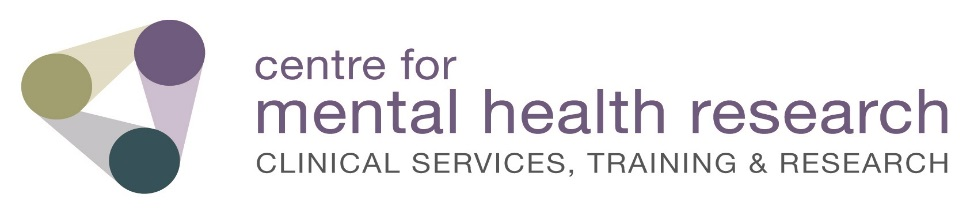 centre for
mental health research
CLINICAL SERVICES, TRAINING & RESEARCH